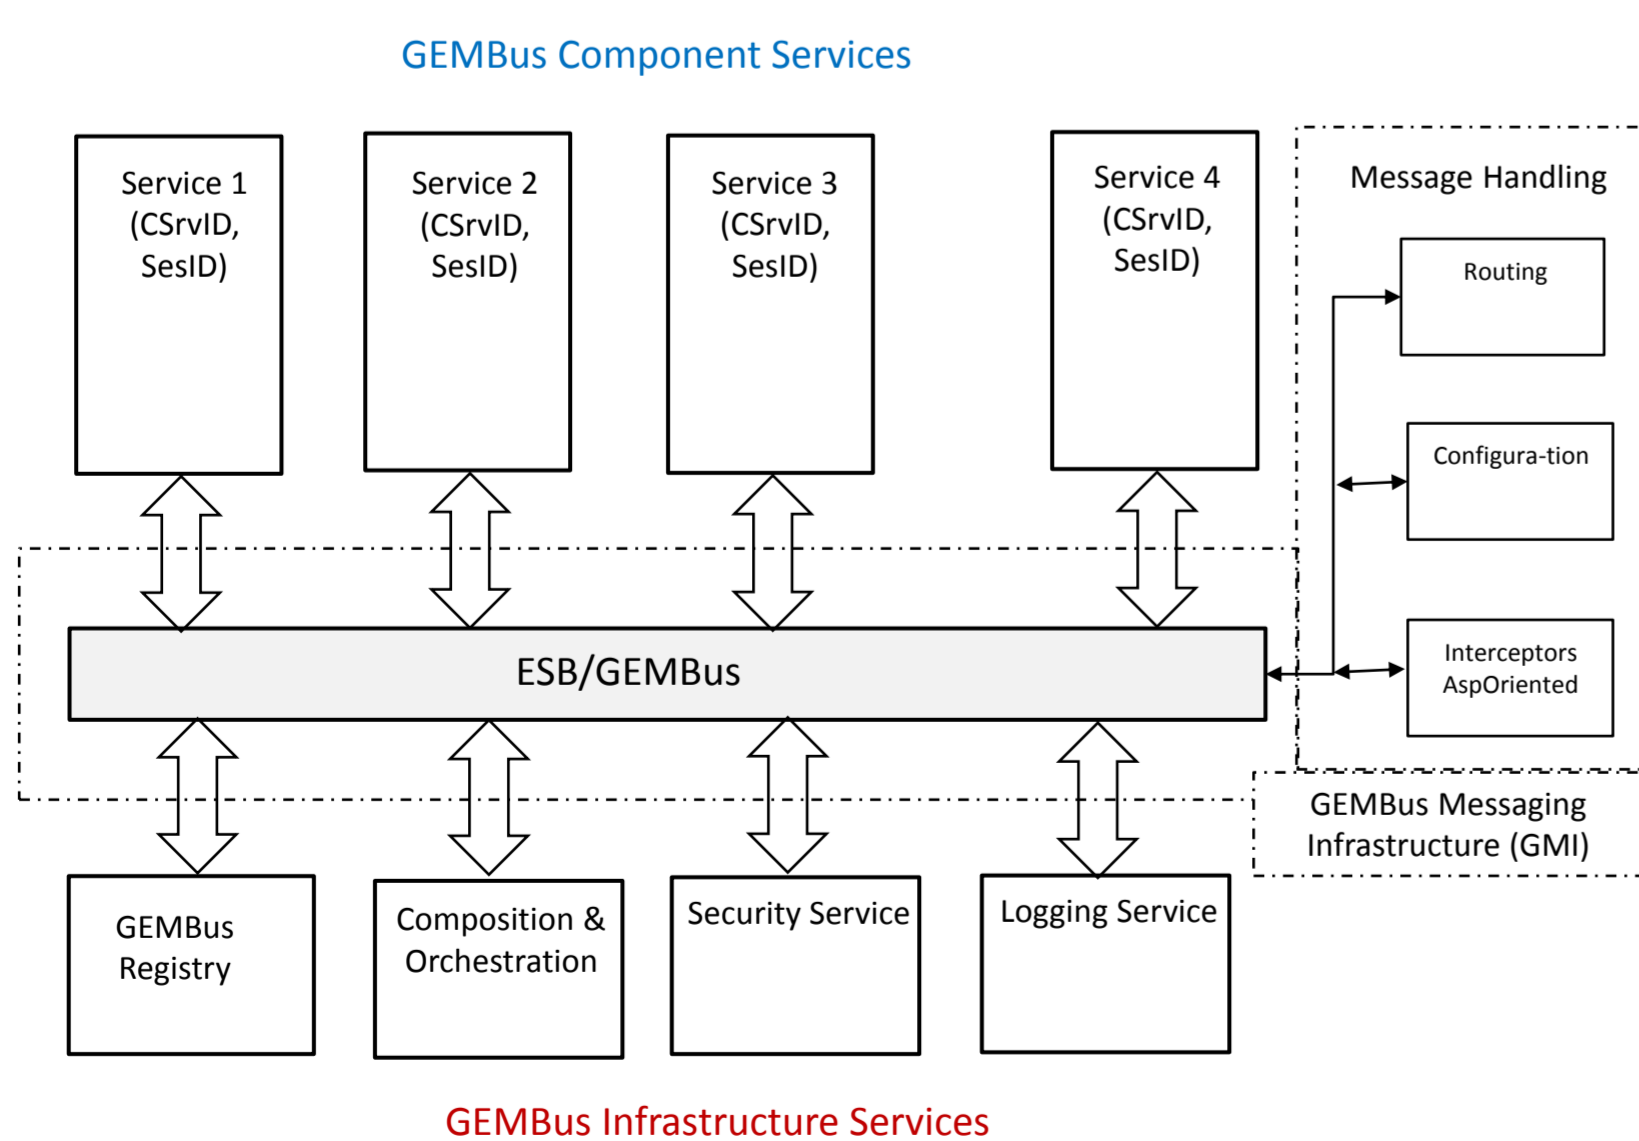 GEMBus Component Services
Service 1
(CSrvID,
SesID)
Service 2
(CSrvID,
SesID)
Service 3
(CSrvID,
SesID)
Service 4
(CSrvID,
SesID)
Message Handling
Routing
Configura-tion
Interceptors
AspOriented
ESB/GEMBus
GEMBus Messaging
Infrastructure (GMI)
GEMBus
Registry
Composition &
Orchestration
Security Service
Logging Service
GEMBus Infrastructure Services